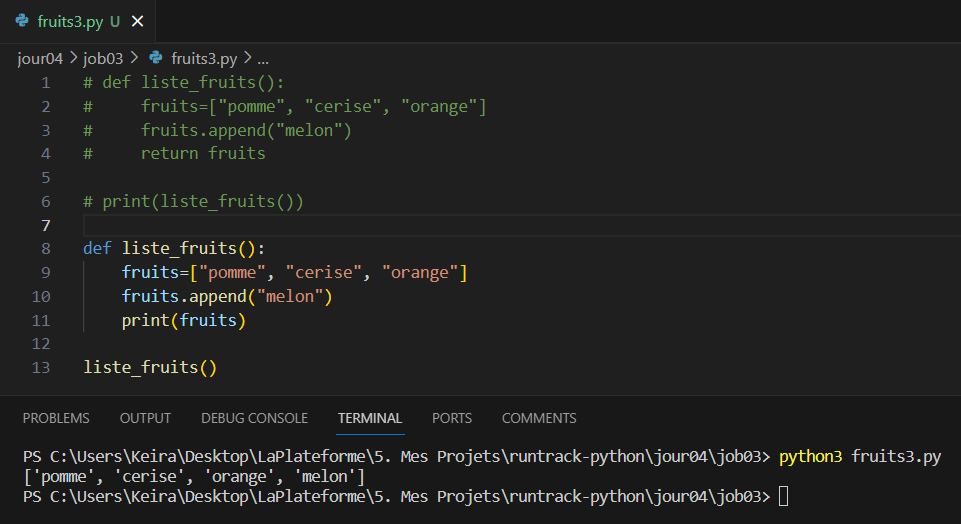 fruits3.py U ×
jour04 > job03 > fruits3.py > ...
1 # def liste_fruits():
2 #     fruits=["pomme", "cerise", "orange"]
3 #     fruits.append("melon")
4 #     return fruits
5
6 # print(liste_fruits())
7
8 def liste_fruits():
9     fruits=["pomme", "cerise", "orange"]
10     fruits.append("melon")
11     print(fruits)
12
13 liste_fruits()
PROBLEMS OUTPUT DEBUG CONSOLE TERMINAL PORTS COMMENTS
PS C:\Users\Keira\Desktop\LaPlateforme\5. Mes Projets\runtrack-python\jour04\job03> python3 fruits3.py
['pomme', 'cerise', 'orange', 'melon']
PS C:\Users\Keira\Desktop\LaPlateforme\5. Mes Projets\runtrack-python\jour04\job03>